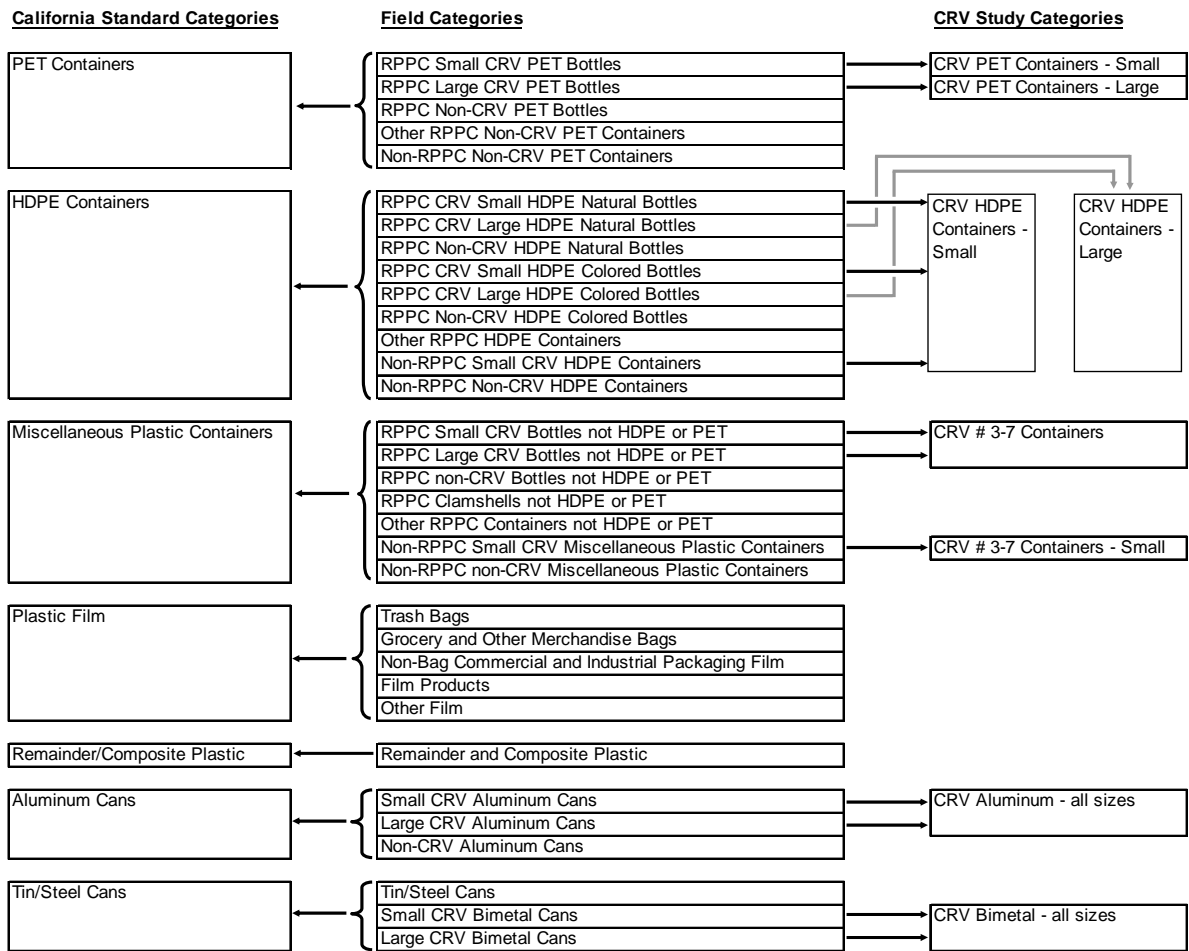 California Standard Categories Field Categories CRV Study Categories
PET Containers RPPC Small CRV PET Bottles CRV PET Containers - Small
RPPC Large CRV PET Bottles CRV PET Containers - Large
RPPC Non-CRV PET Bottles
Other RPPC Non-CRV PET Containers
Non-RPPC Non-CRV PET Containers
HDPE Containers RPPC CRV Small HDPE Natural Bottles CRV HDPE CRV HDPE
RPPC CRV Large HDPE Natural Bottles Containers - Containers -
RPPC Non-CRV HDPE Natural Bottles Small Large
RPPC CRV Small HDPE Colored Bottles
RPPC CRV Large HDPE Colored Bottles
RPPC Non-CRV HDPE Colored Bottles
Other RPPC HDPE Containers
Non-RPPC Small CRV HDPE Containers
Non-RPPC Non-CRV HDPE Containers
Miscellaneous Plastic Containers RPPC Small CRV Bottles not HDPE or PET CRV # 3-7 Containers
RPPC Large CRV Bottles not HDPE or PET
RPPC non-CRV Bottles not HDPE or PET
RPPC Clamshells not HDPE or PET
Other RPPC Containers not HDPE or PET
Non-RPPC Small CRV Miscellaneous Plastic Containers CRV # 3-7 Containers - Small
Non-RPPC non-CRV Miscellaneous Plastic Containers
Plastic Film Trash Bags
Grocery and Other Merchandise Bags
Non-Bag Commercial and Industrial Packaging Film
Film Products
Other Film
Remainder/Composite Plastic Remainder and Composite Plastic
Aluminum Cans Small CRV Aluminum Cans CRV Aluminum - all sizes
Large CRV Aluminum Cans
Non-CRV Aluminum Cans
Tin/Steel Cans Tin/Steel Cans
Small CRV Bimetal Cans CRV Bimetal - all sizes
Large CRV Bimetal Cans